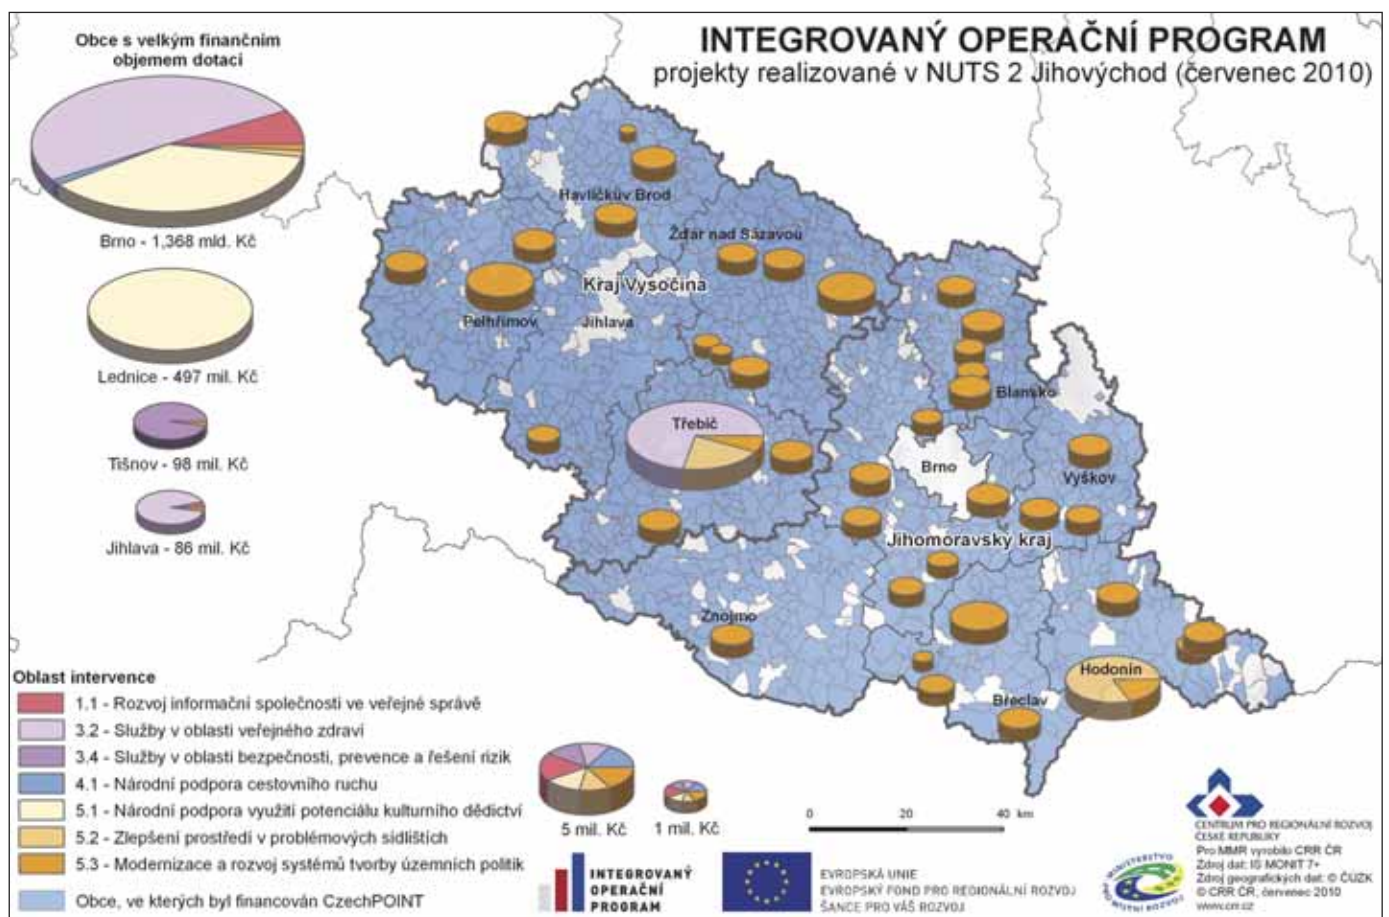 INTEGROVANÝ OPERAČNÍ PROGRAM
projekty realizované v NUTS 2 Jihovýchod (červenec 2010)
Obce s velkým finančním
objemem dotací
Brno - 1,368 mld. Kč
Lednice - 497 mil. Kč
Tišnov - 98 mil. Kč
Jihlava - 86 mil. Kč
Havlíčkův Brod
Žďár nad Sázavou
Kraj Vysočina
Pelhřimov
Jihlava
Třebíč
Blansko
Brno
Vyškov
Jihomoravský kraj
Znojmo
Hodonín
Břeclav
Oblast intervence
1.1 - Rozvoj informační společnosti ve veřejné správě
3.2 - Služby v oblasti veřejného zdraví
3.4 - Služby v oblasti bezpečnosti, prevence a řešení rizik
4.1 - Národní podpora cestovního ruchu
5.1 - Národní podpora využití potenciálu kulturního dědictví
5.2 - Zlepšení prostředí v problémových sídlištích
5.3 - Modernizace a rozvoj systémů tvorby územních politik
Obce, ve kterých byl financován CzechPOINT
5 mil. Kč
1 mil. Kč
0 20 40 km
INTEGROVANÝ
OPERAČNÍ
PROGRAM
EVROPSKÁ UNIE
EVROPSKÝ FOND PRO REGIONÁLNÍ ROZVOJ
ŠANCE PRO VÁŠ ROZVOJ
MINISTERSTVO
PRO MÍSTNÍ ROZVOJ
CENTRUM PRO REGIONÁLNÍ ROZVOJ
ČESKÉ REPUBLIKY
Pro MMR vyrobilo CRR ČR
Zdroj dat: IS MONIT 7+
Zdroj geografických dat: © ČÚZK
© CRR ČR, červenec 2010
www.crr.cz